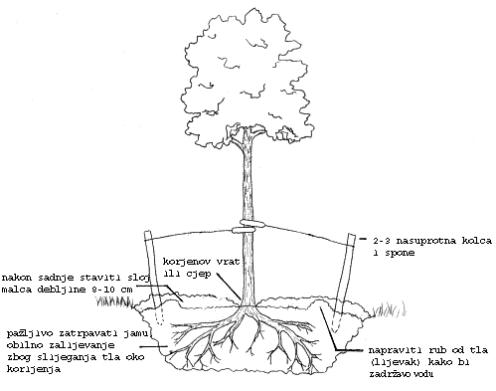 2-3 nasuprotna kolca
i spone
korjenov vrat
ili cjep
nakon sadnje staviti sloj
malca debljine 8-10 cm
pažljivo zatrpavati jamu
obilno zalijevanje
zbog slijeganja tla oko
korijenja
napraviti rub od tla
(lijevak) kako bi
zadržvo vodu